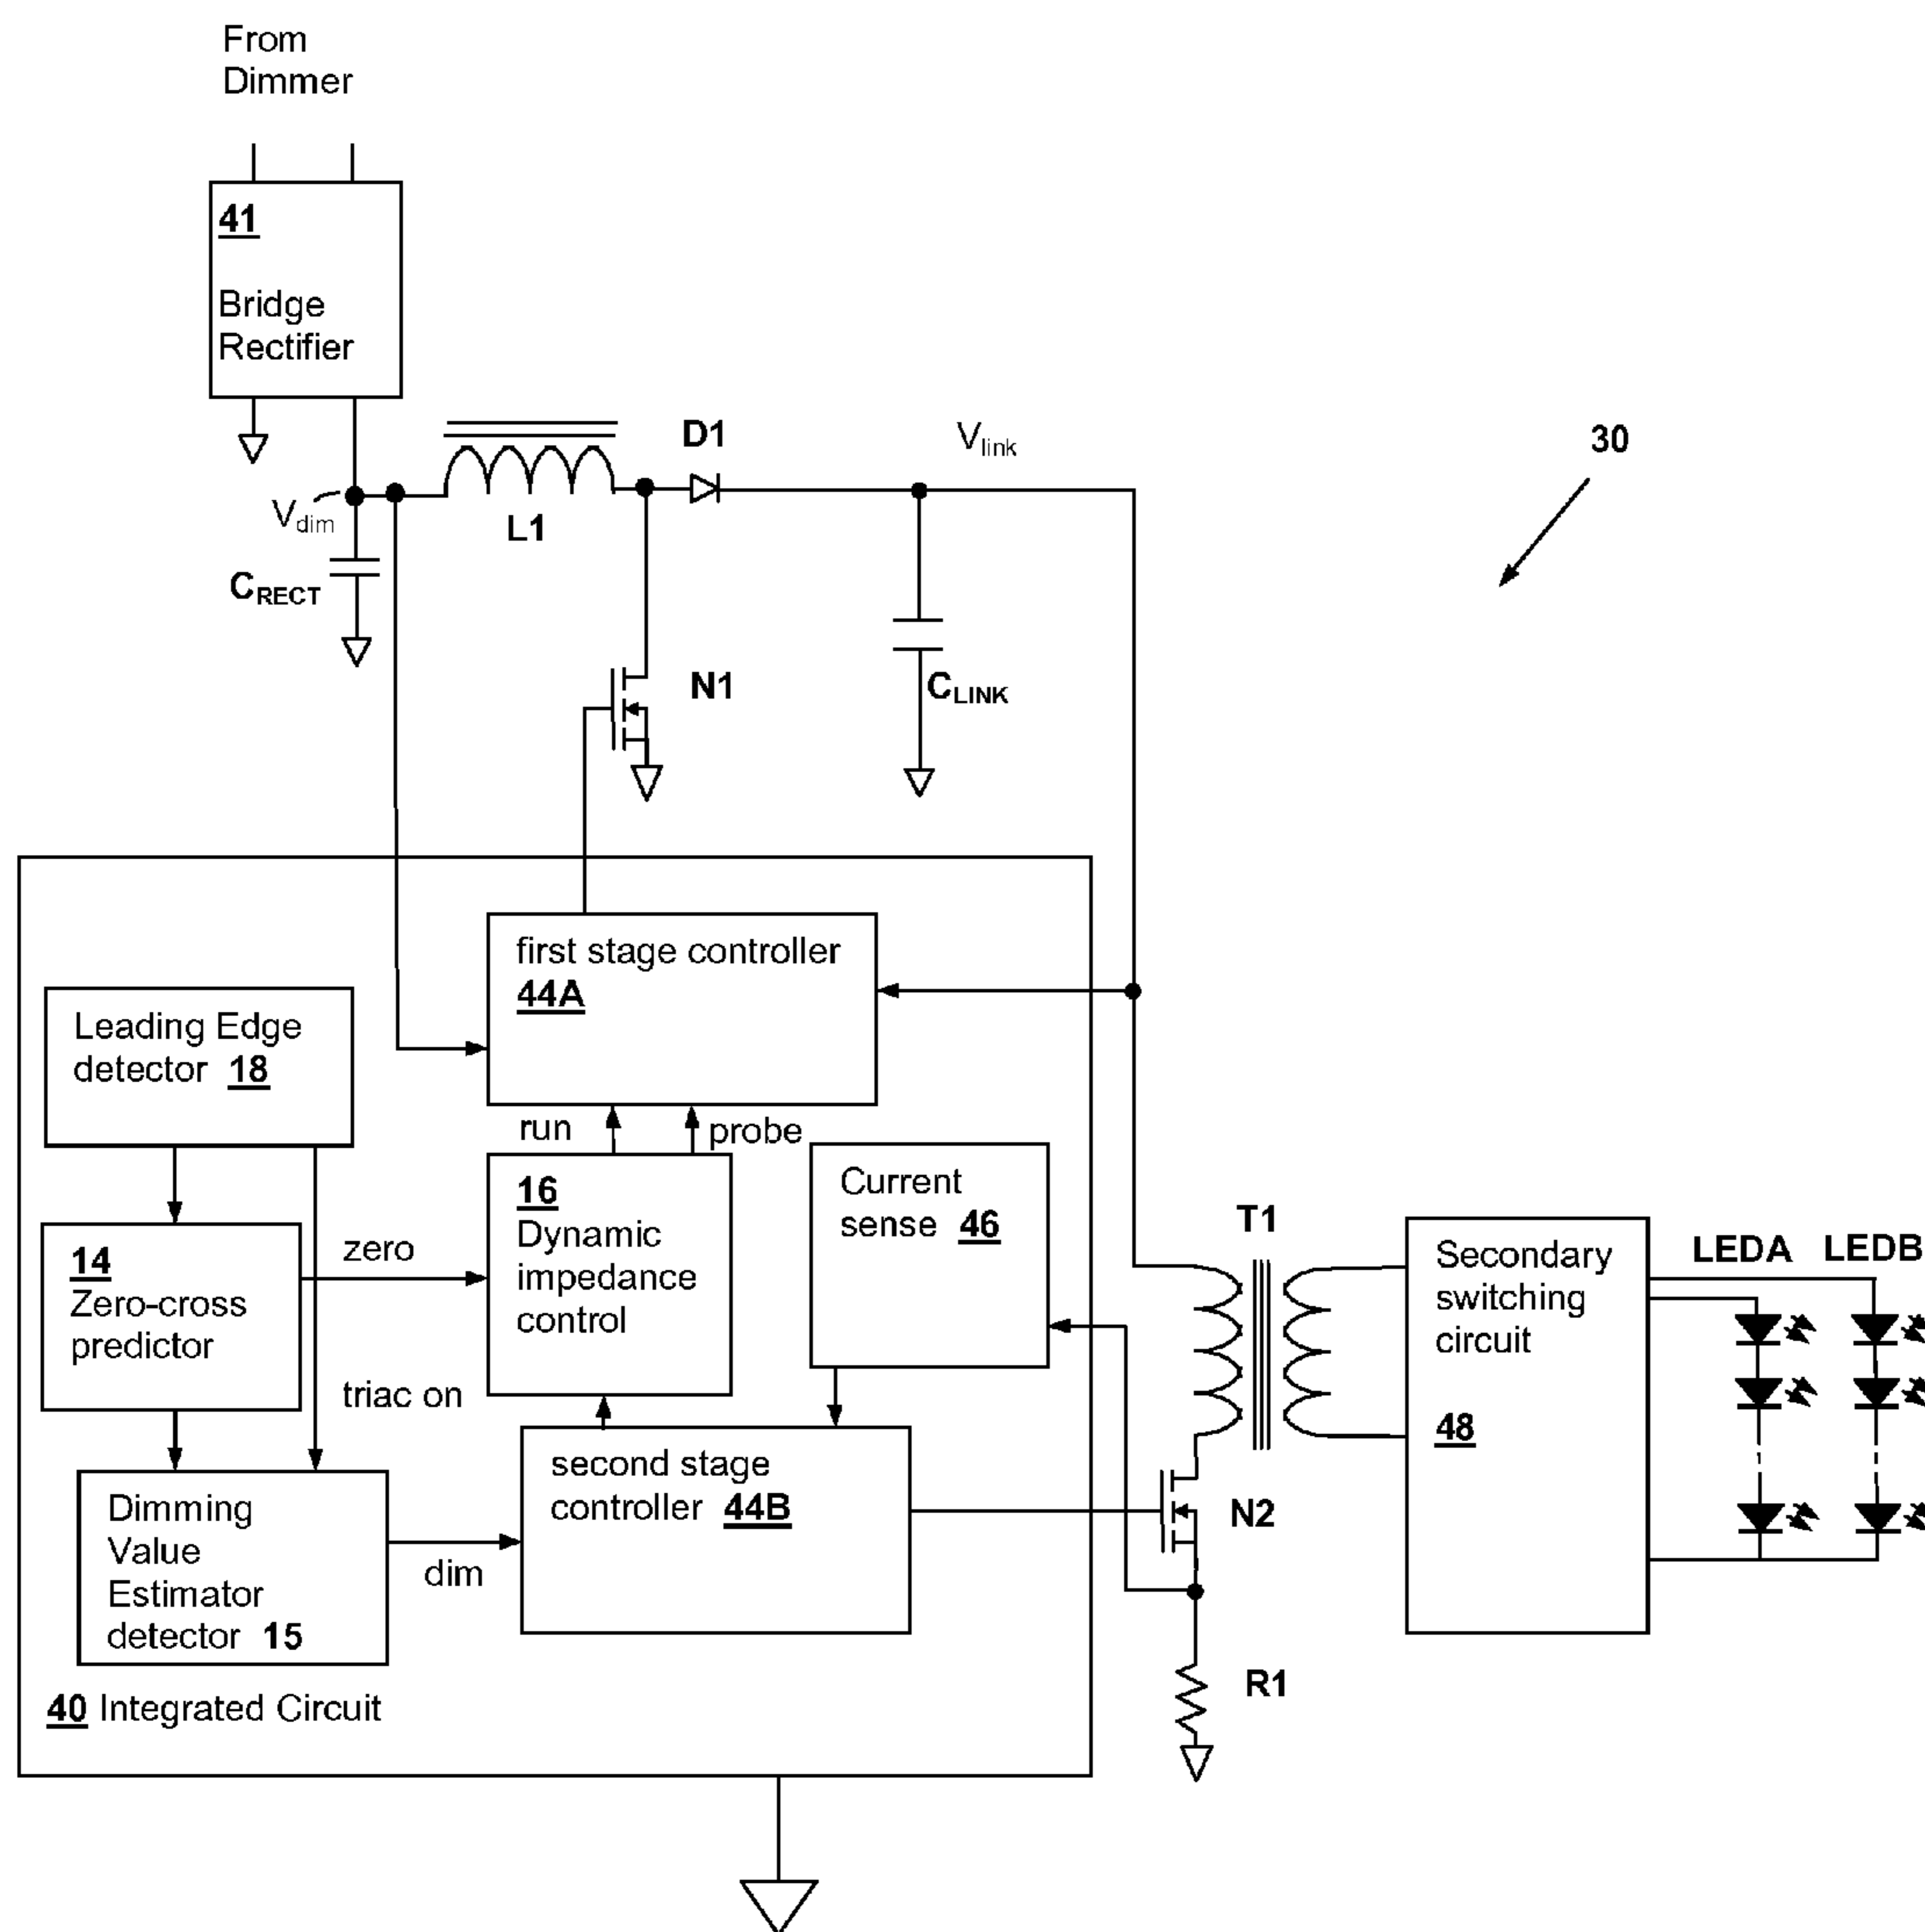 From
Dimmer
41
Bridge
Rectifier
D1
Vlink
30
Vdim
L1
CRECT
N1
CLINK
first stage controller
44A
Leading Edge
detector 18
run
probe
16
Dynamic
impedance
control
Current
sense 46
T1
14
Zero-cross
predictor
zero
Secondary
switching
circuit
48
LEDA
LEDB
triac on
second stage
controller 44B
N2
Dimming
Value
Estimator
detector 15
dim
R1
40 Integrated Circuit